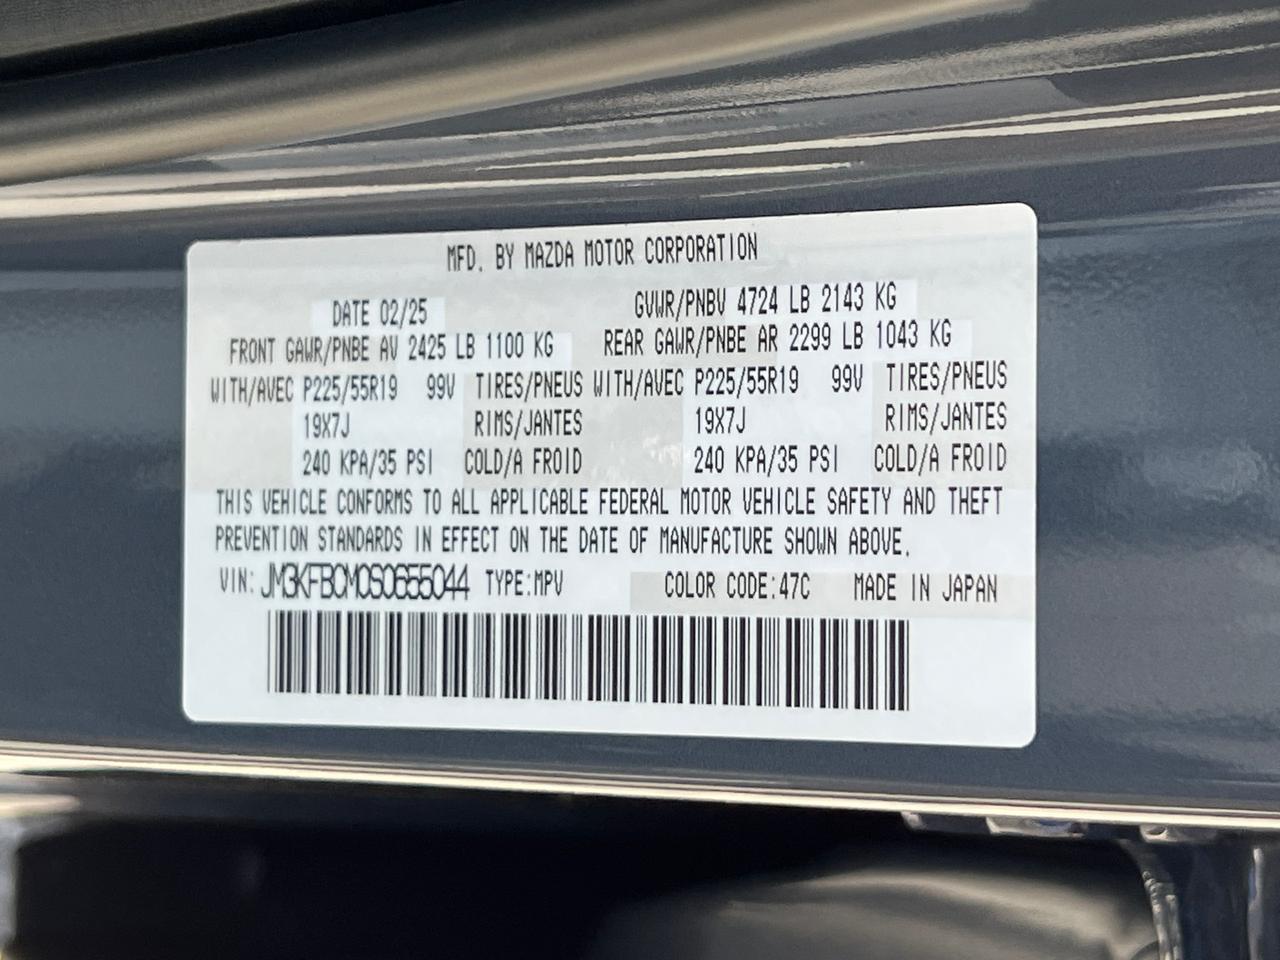 MFD. BY MAZDA MOTOR CORPORATION
DATE 02/25 GVWR/PNBV 4724 LB 2143 KG
FRONT GAWR/PNBE AV 2425 LB 1100 KG REAR GAWR/PNBE AR 2299 LB 1043 KG
WITH/AVEC P225/55R19 99V TIRES/PNEUS WITH/AVEC P225/55R19 99V TIRES/PNEUS
19X7J RIMS/JANTES 19X7J RIMS/JANTES
240 KPA/35 PSI COLD/A FROID 240 KPA/35 PSI COLD/A FROID
THIS VEHICLE CONFORMS TO ALL APPLICABLE FEDERAL MOTOR VEHICLE SAFETY AND THEFT
PREVENTION STANDARDS IN EFFECT ON THE DATE OF MANUFACTURE SHOWN ABOVE.
VIN: JM3KFBCM0S0655044 TYPE:MPV COLOR CODE:47C MADE IN JAPAN